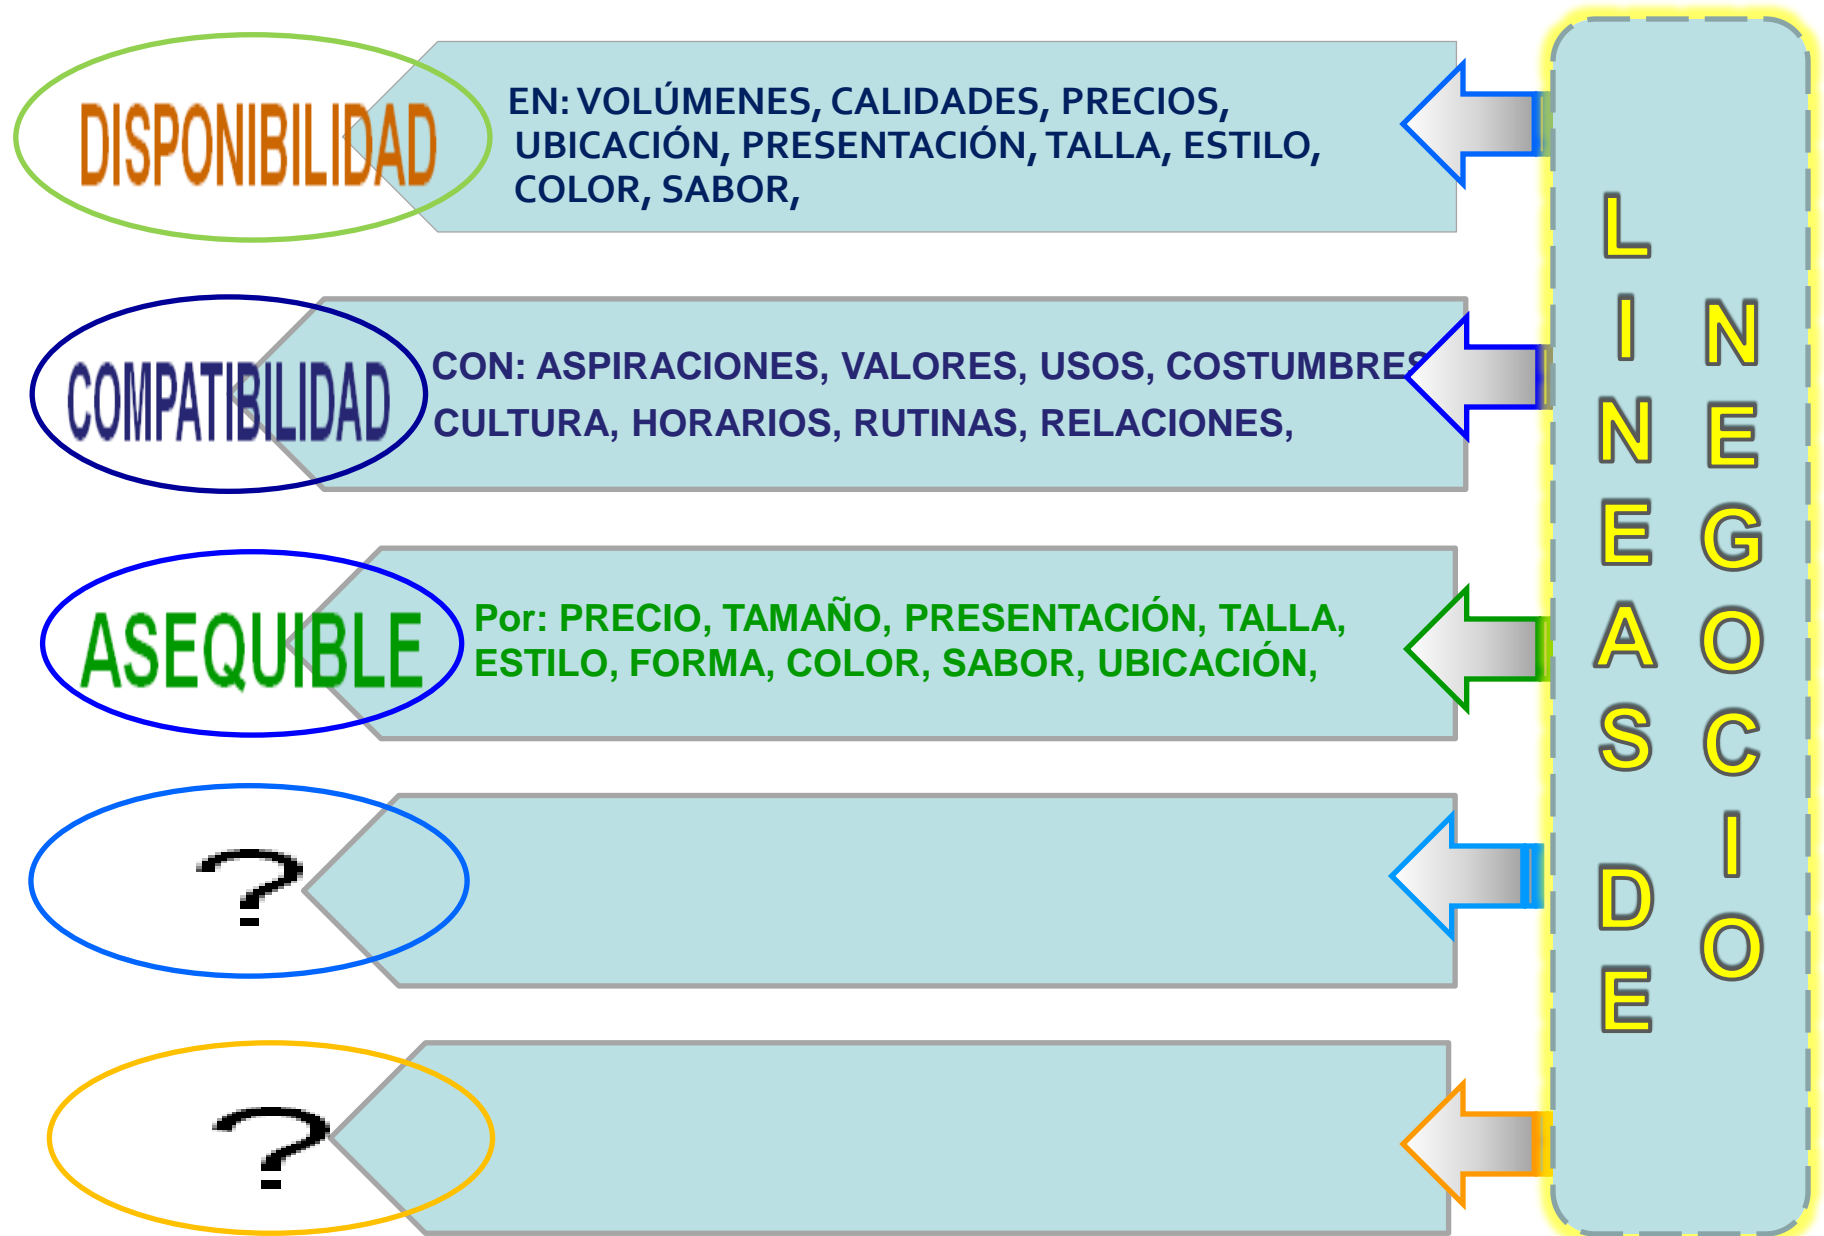 DISPONIBILIDAD
EN: VOLÚMENES, CALIDADES, PRECIOS,
UBICACIÓN, PRESENTACIÓN, TALLA, ESTILO,
COLOR, SABOR,
COMPATIBILIDAD
CON: ASPIRACIONES, VALORES, USOS, COSTUMBRES
CULTURA, HORARIOS, RUTINAS, RELACIONES,
ASEQUIBLE
Por: PRECIO, TAMAÑO, PRESENTACIÓN, TALLA,
ESTILO, FORMA, COLOR, SABOR, UBICACIÓN,
?
?
LINEAS DE
NEGOCIO